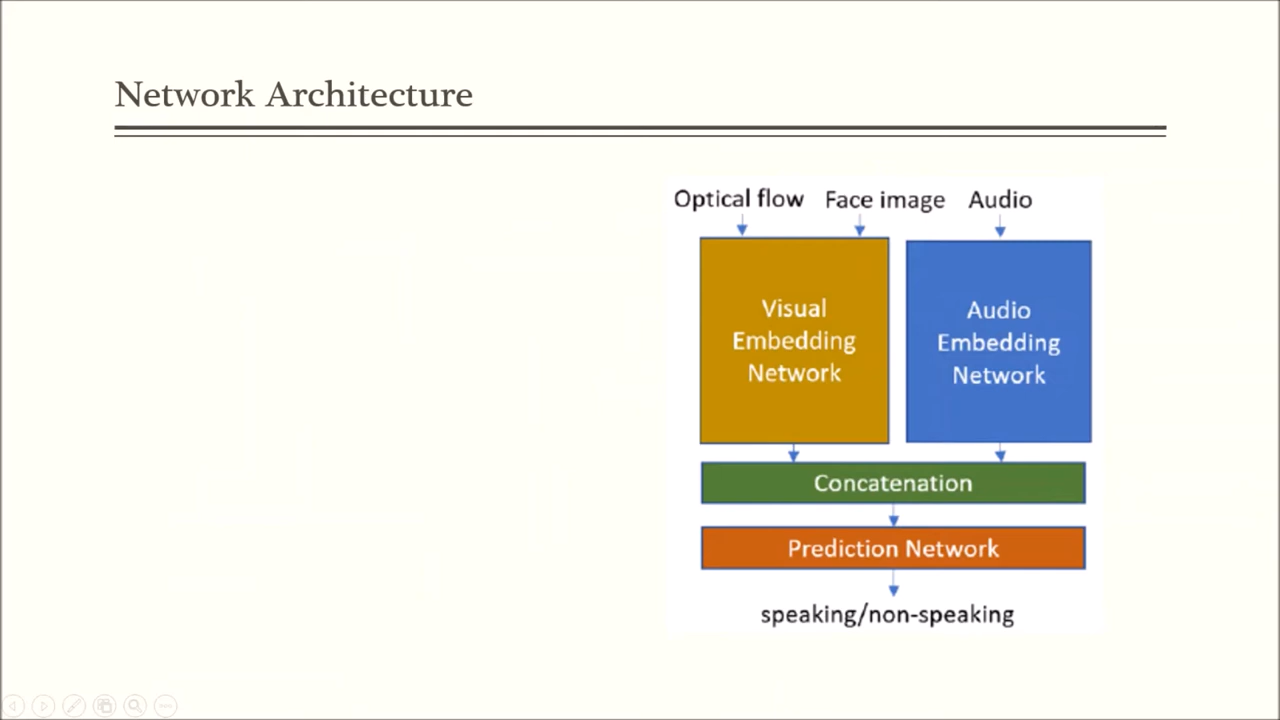 Network Architecture
Optical flow Face image Audio
Visual
Embedding
Network
Audio
Embedding
Network
Concatenation
Prediction Network
speaking/non-speaking